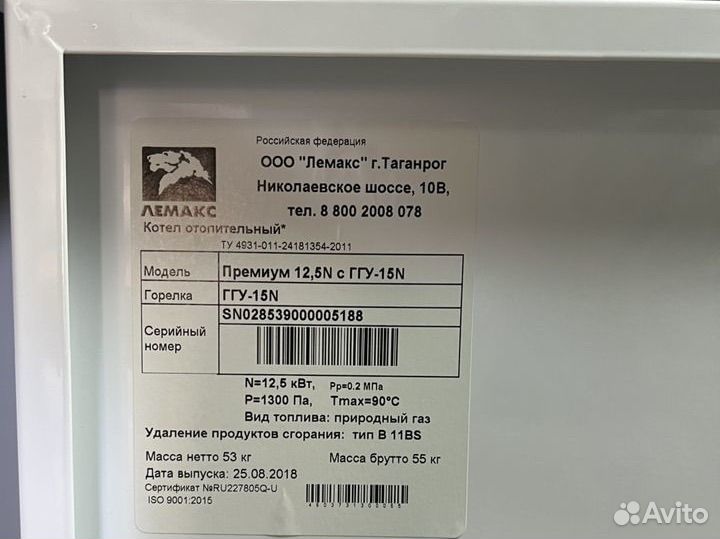 Российская федерация
ООО "Лемакс" г.Таганрог
Николаевское шоссе, 10В,
тел. 8 800 2008 078
ЛЕМАКС
Котел отопительный*
ТУ 4931-011-24181354-2011
Модель Премиум 12,5N с ГГУ-15N
Горелка ГГУ-15N
Серийный номер SN028539000005188
N=12,5 кВт, Pp=0.2 МПа
P=1300 Па, Tmax=90°C
Вид топлива: природный газ
Удаление продуктов сгорания: тип В 11BS
Масса нетто 53 кг Масса брутто 55 кг
Дата выпуска: 25.08.2018
Сертификат №RU227805Q-U
ISO 9001:2015
Avito